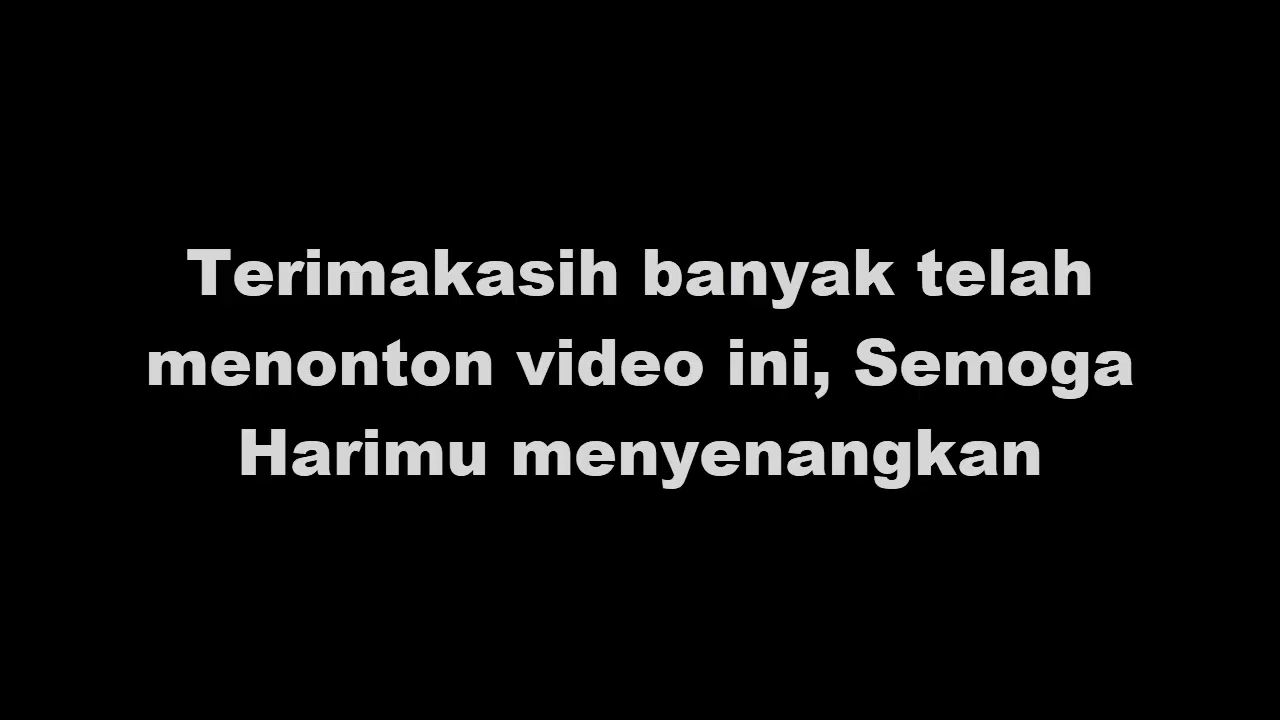 Terimakasih banyak telah
menonton video ini, Semoga
Harimu menyenangkan